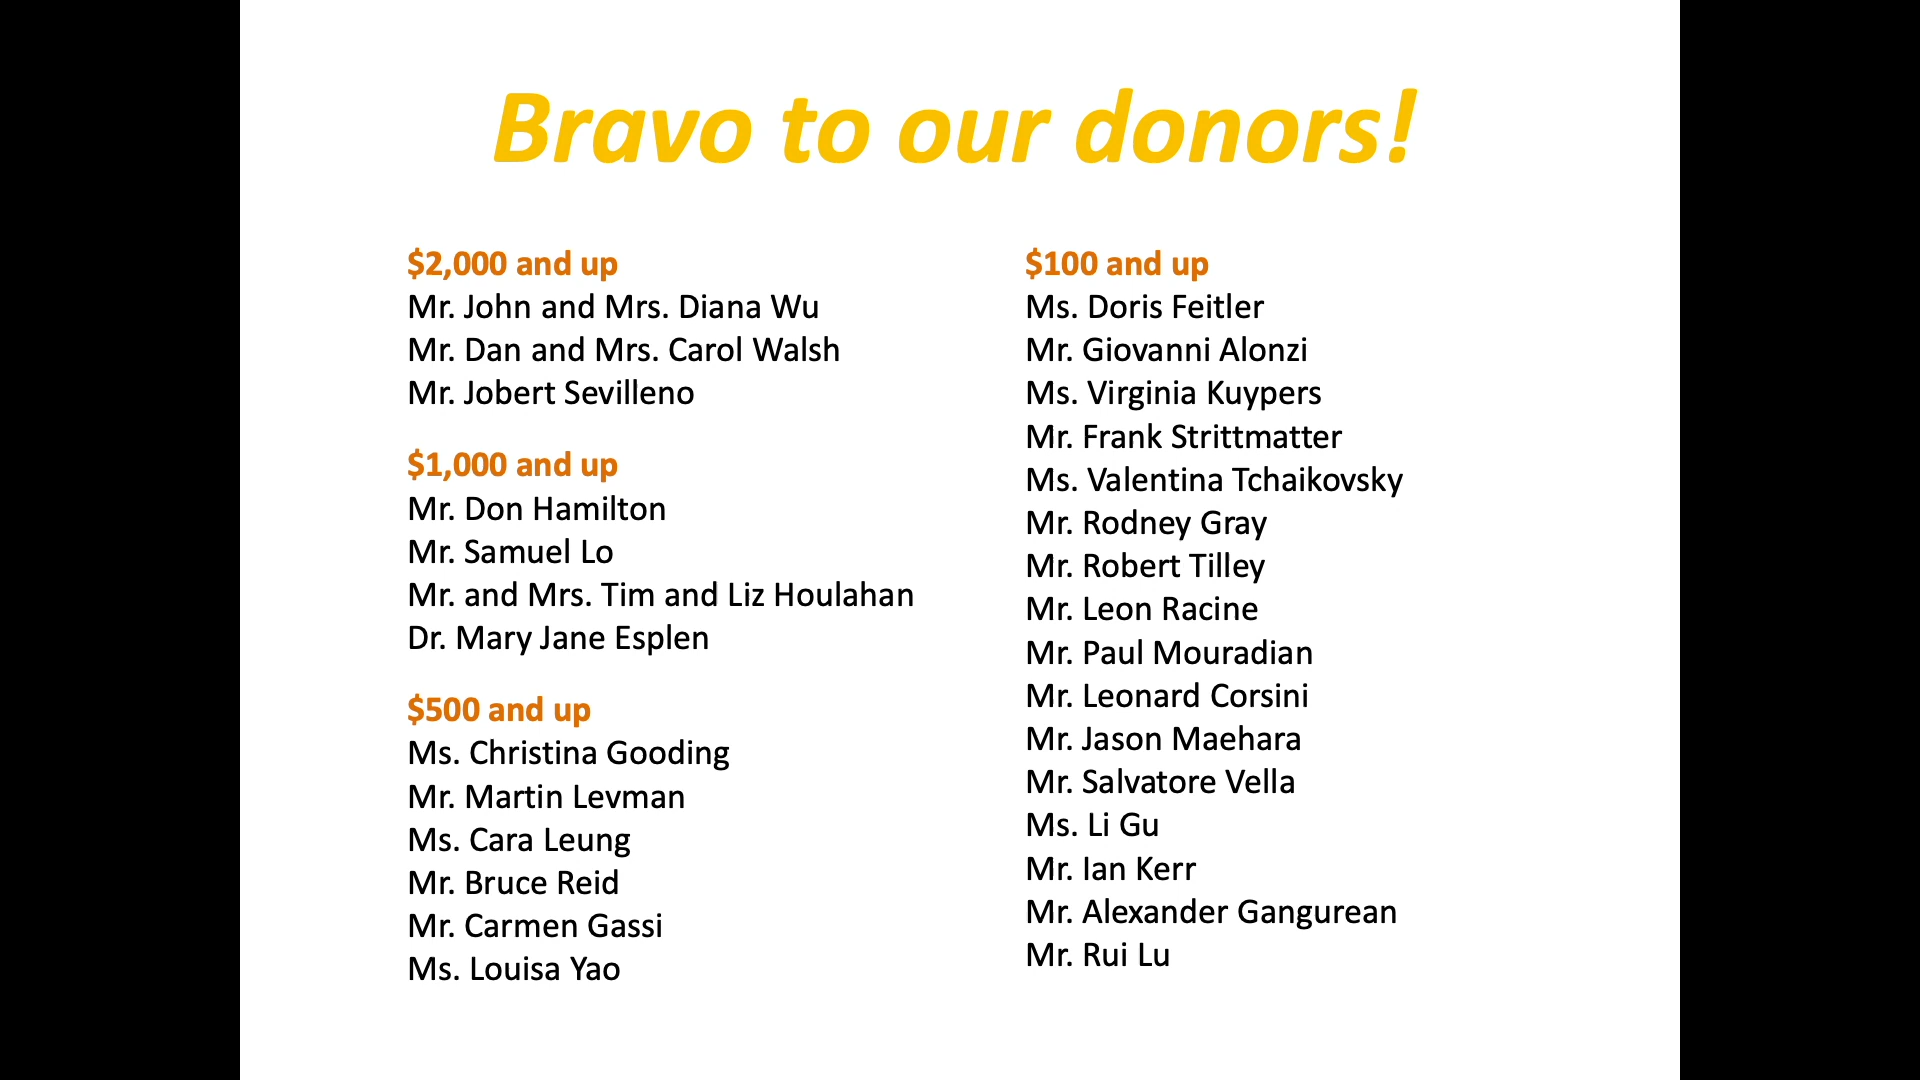 Bravo to our donors!
$2,000 and up
Mr. John and Mrs. Diana Wu
Mr. Dan and Mrs. Carol Walsh
Mr. Jobert Sevilleno
$1,000 and up
Mr. Don Hamilton
Mr. Samuel Lo
Mr. and Mrs. Tim and Liz Houlahan
Dr. Mary Jane Esplen
$500 and up
Ms. Christina Gooding
Mr. Martin Levman
Ms. Cara Leung
Mr. Bruce Reid
Mr. Carmen Gassi
Ms. Louisa Yao
$100 and up
Ms. Doris Feitler
Mr. Giovanni Alonzi
Ms. Virginia Kuypers
Mr. Frank Strittmatter
Ms. Valentina Tchaikovsky
Mr. Rodney Gray
Mr. Robert Tilley
Mr. Leon Racine
Mr. Paul Mouradian
Mr. Leonard Corsini
Mr. Jason Maehara
Mr. Salvatore Vella
Ms. Li Gu
Mr. Ian Kerr
Mr. Alexander Gangurean
Mr. Rui Lu